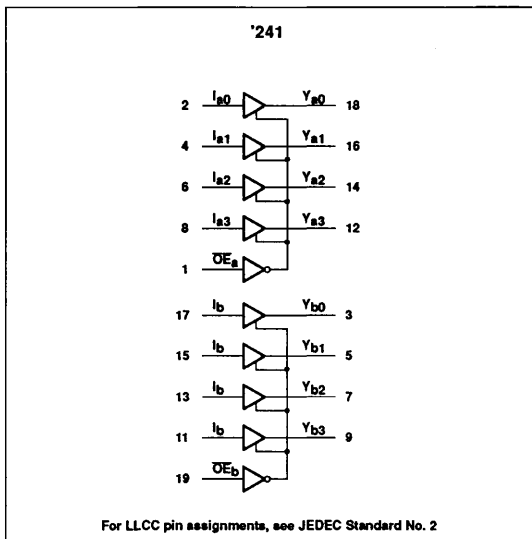 '241
2 Ia0 Ya0 18
4 Ia1 Ya1 16
6 Ia2 Ya2 14
8 Ia3 Ya3 12
1 O̅E̅a
17 Ib Yb0 3
15 Ib Yb1 5
13 Ib Yb2 7
11 Ib Yb3 9
19 O̅E̅b
For LLCC pin assignments, see JEDEC Standard No. 2